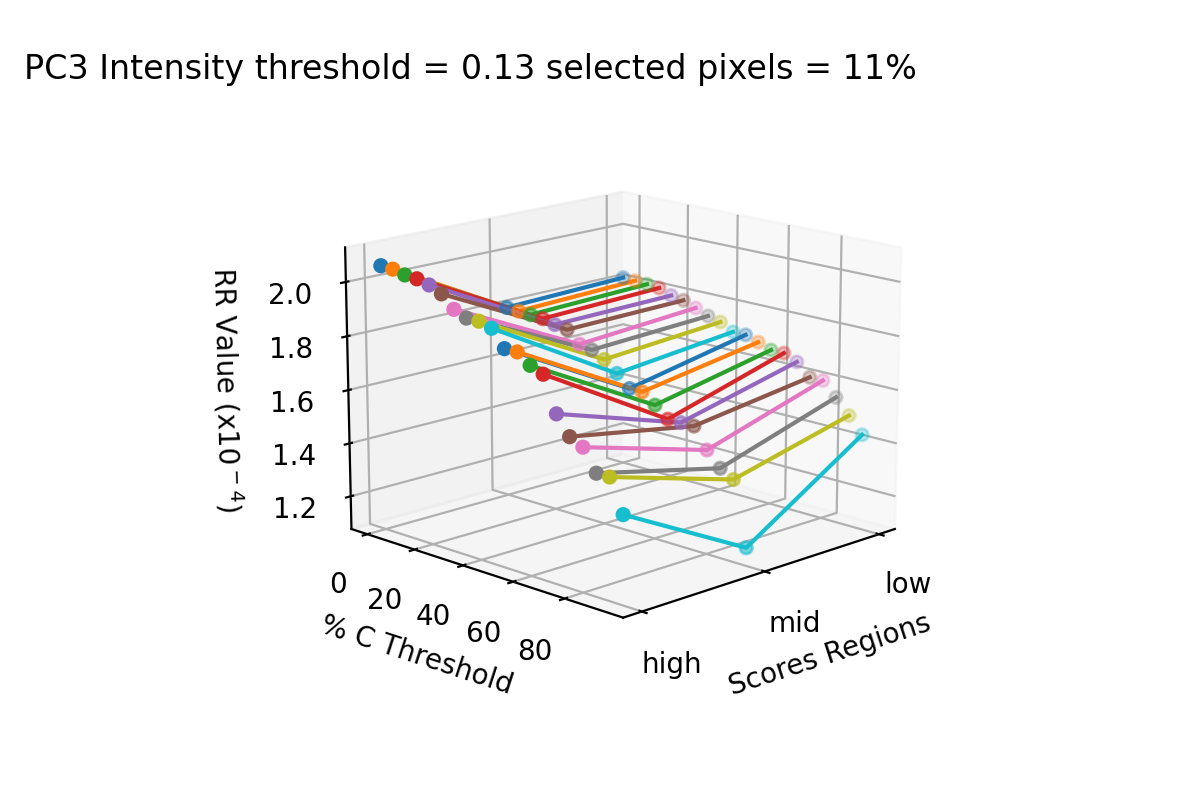 PC3 Intensity threshold = 0.13 selected pixels = 11%
RR Value (x10⁻⁴)
2.0
1.8
1.6
1.4
1.2
0
20
40
60
80
% C Threshold
high
mid
low
Scores Regions